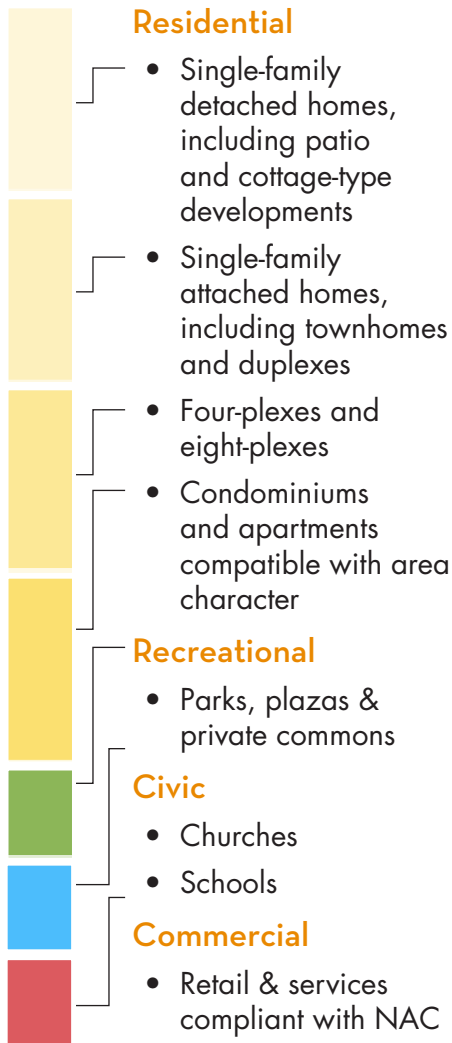 Residential
• Single-family
detached homes,
including patio
and cottage-type
developments
• Single-family
attached homes,
including townhomes
and duplexes
• Four-plexes and
eight-plexes
• Condominiums
and apartments
compatible with area
character
Recreational
• Parks, plazas &
private commons
Civic
• Churches
• Schools
Commercial
• Retail & services
compliant with NAC